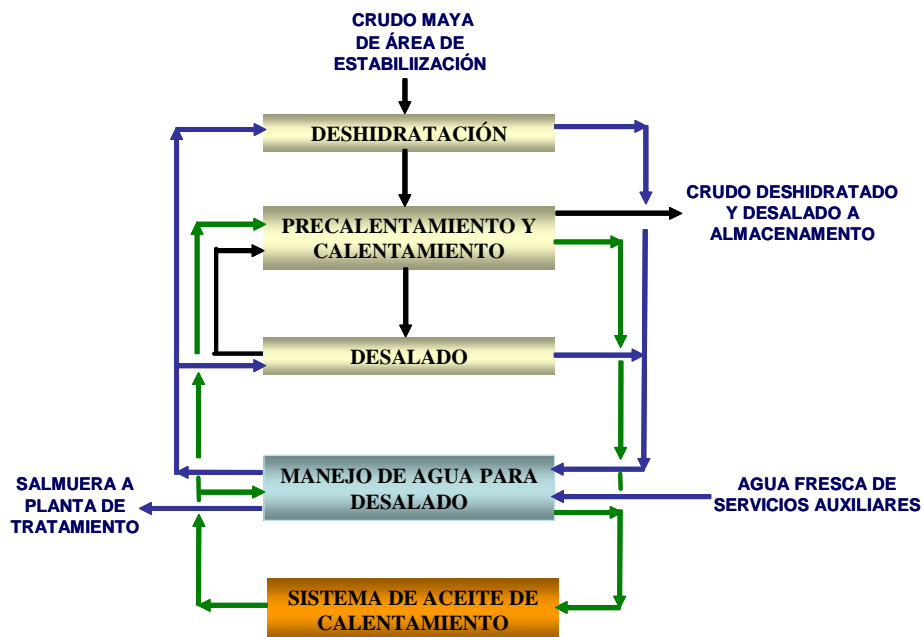 CRUDO MAYA
DE ÁREA DE
ESTABILIIZACIÓN
DESHIDRATACIÓN
PRECALENTAMIENTO Y
CALENTAMIENTO
CRUDO DESHIDRATADO
Y DESALADO A
ALMACENAMENTO
DESALADO
MANEJO DE AGUA PARA
DESALADO
SALMUERA A
PLANTA DE
TRATAMIENTO
AGUA FRESCA DE
SERVICIOS AUXILIARES
SISTEMA DE ACEITE DE
CALENTAMIENTO